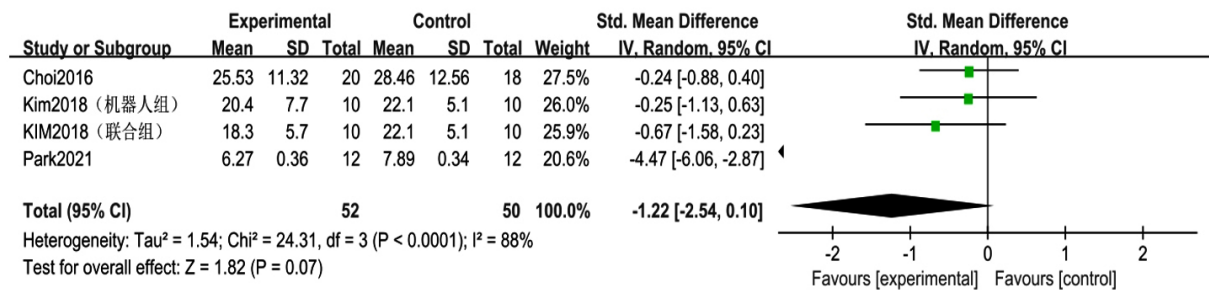 Experimental Control Std. Mean Difference Std. Mean Difference
Study or Subgroup Mean SD Total Mean SD Total Weight IV, Random, 95% CI IV, Random, 95% CI
Choi2016 25.53 11.32 20 28.46 12.56 18 27.5% -0.24 [-0.88, 0.40]
Kim2018（机器人组） 20.4 7.7 10 22.1 5.1 10 26.0% -0.25 [-1.13, 0.63]
KIM2018（联合组） 18.3 5.7 10 22.1 5.1 10 25.9% -0.67 [-1.58, 0.23]
Park2021 6.27 0.36 12 7.89 0.34 12 20.6% -4.47 [-6.06, -2.87]
Total (95% CI) 52 50 100.0% -1.22 [-2.54, 0.10]
Heterogeneity: Tau² = 1.54; Chi² = 24.31, df = 3 (P < 0.0001); I² = 88%
Test for overall effect: Z = 1.82 (P = 0.07)
-2 -1 0 1 2
Favours [experimental] Favours [control]